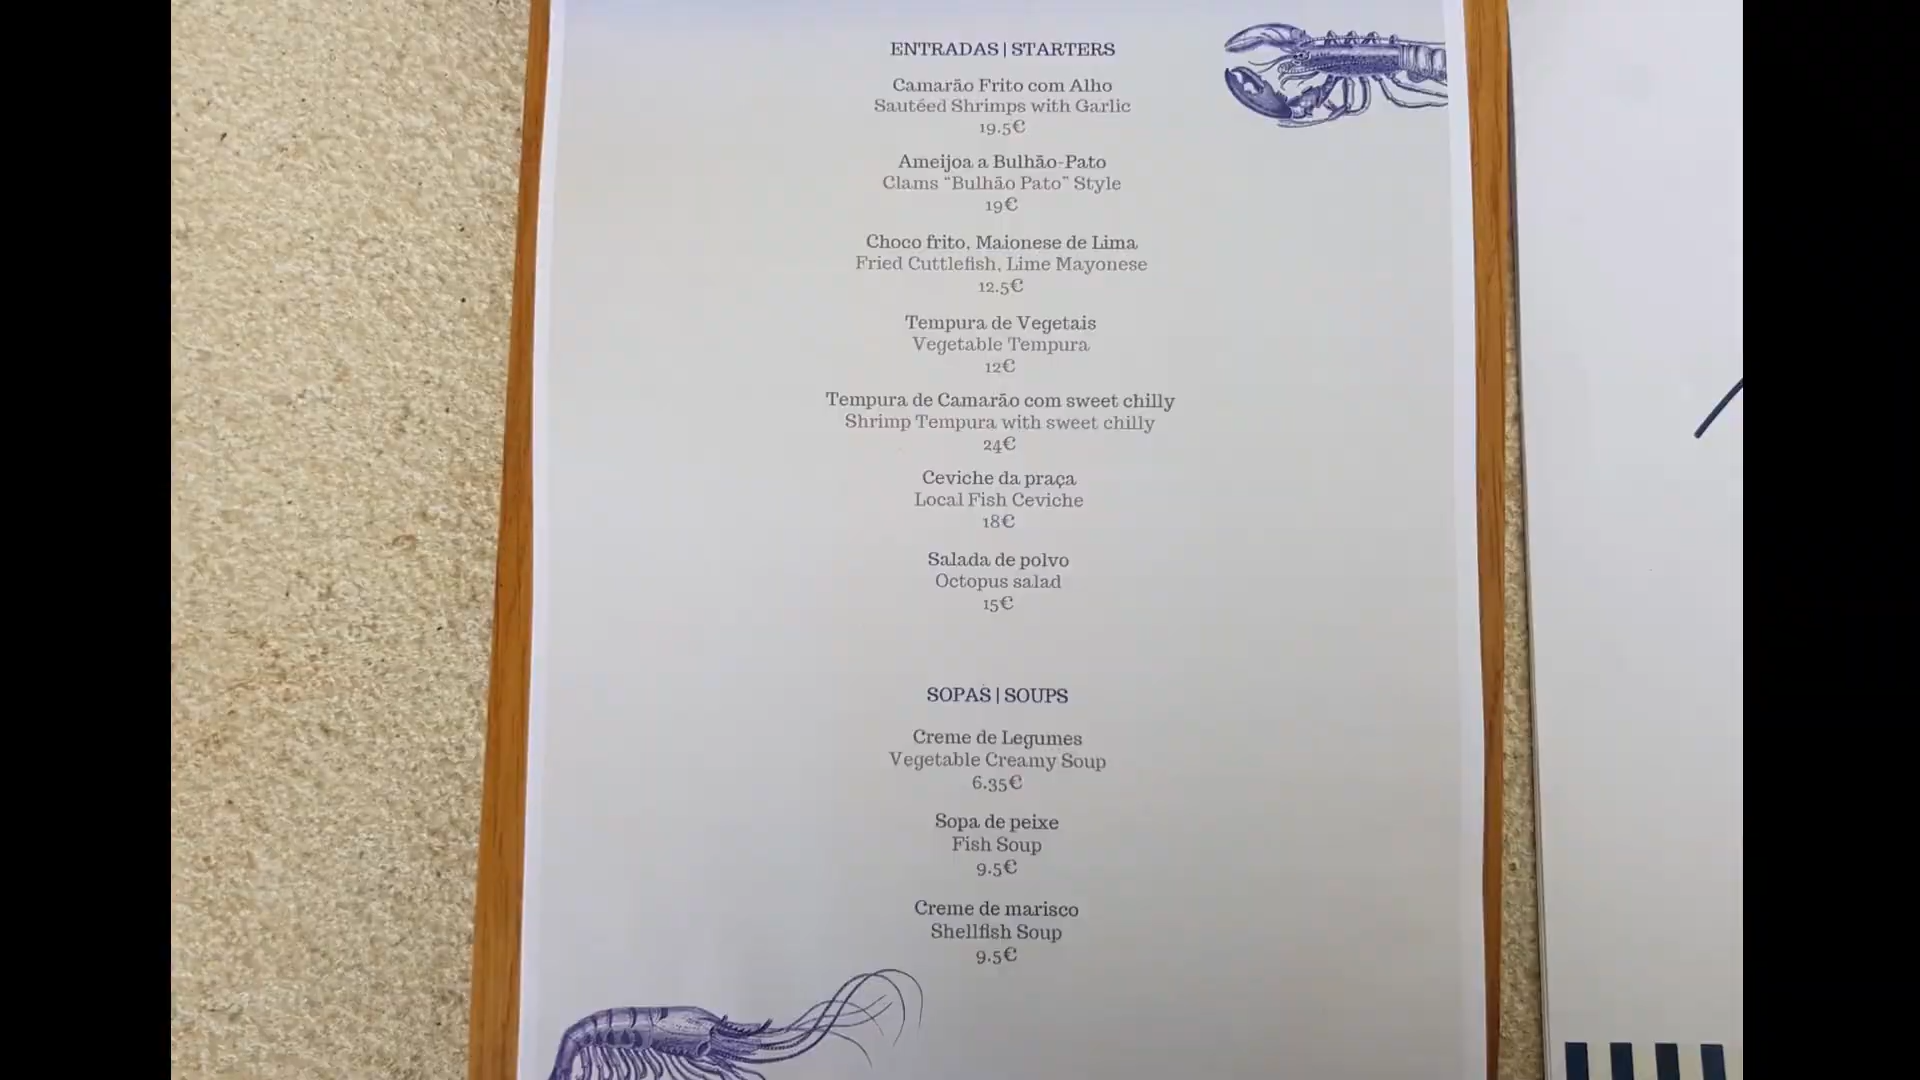 ENTRADAS | STARTERS
Camarão Frito com Alho
Sautéed Shrimps with Garlic
19.5€
Ameijoa a Bulhão-Pato
Clams “Bulhão Pato” Style
19€
Choco frito, Maionese de Lima
Fried Cuttlefish, Lime Mayonese
12.5€
Tempura de Vegetais
Vegetable Tempura
12€
Tempura de Camarão com sweet chilly
Shrimp Tempura with sweet chilly
24€
Ceviche da praça
Local Fish Ceviche
18€
Salada de polvo
Octopus salad
15€
SOPAS | SOUPS
Creme de Legumes
Vegetable Creamy Soup
6.35€
Sopa de peixe
Fish Soup
9.5€
Creme de marisco
Shellfish Soup
9.5€